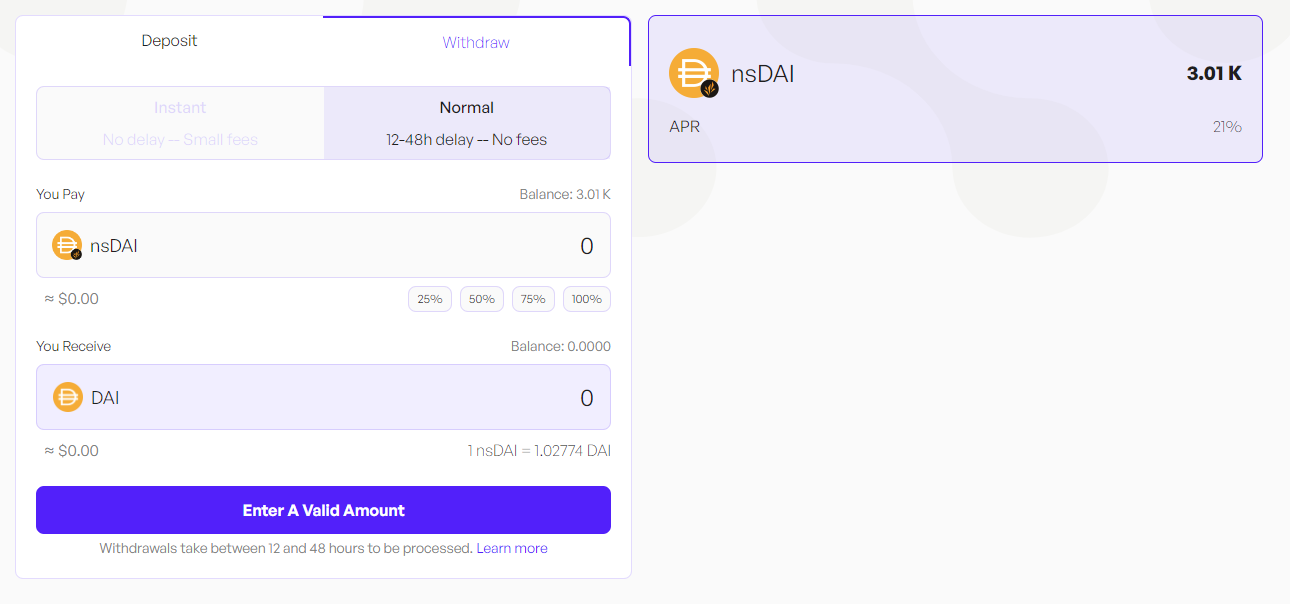 Deposit
Withdraw
Instant
No delay -- Small fees
Normal
12-48h delay -- No fees
You Pay
Balance: 3.01 K
nsDAI
0
≈ $0.00
25%
50%
75%
100%
You Receive
Balance: 0.0000
DAI
0
≈ $0.00
1 nsDAI = 1.02774 DAI
Enter A Valid Amount
Withdrawals take between 12 and 48 hours to be processed. Learn more
nsDAI
3.01 K
APR
21%